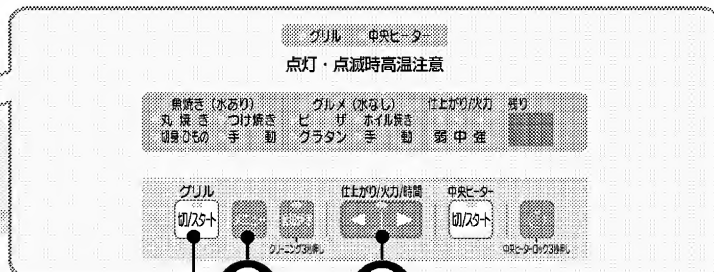 グリル 中央ヒーター
点灯・点滅時高温注意
魚焼き(水あり) グルメ(水なし) 仕上がり/火力 残り
丸焼き つけ焼き ピザ ホイル焼き
切身・ひもの 手動 グラタン 手動 弱中強
グリル 仕上がり/火力/時間 中央ヒーター
切/スタート 切/スタート
クリーニング3秒押し 中央ヒーターロック3秒押し